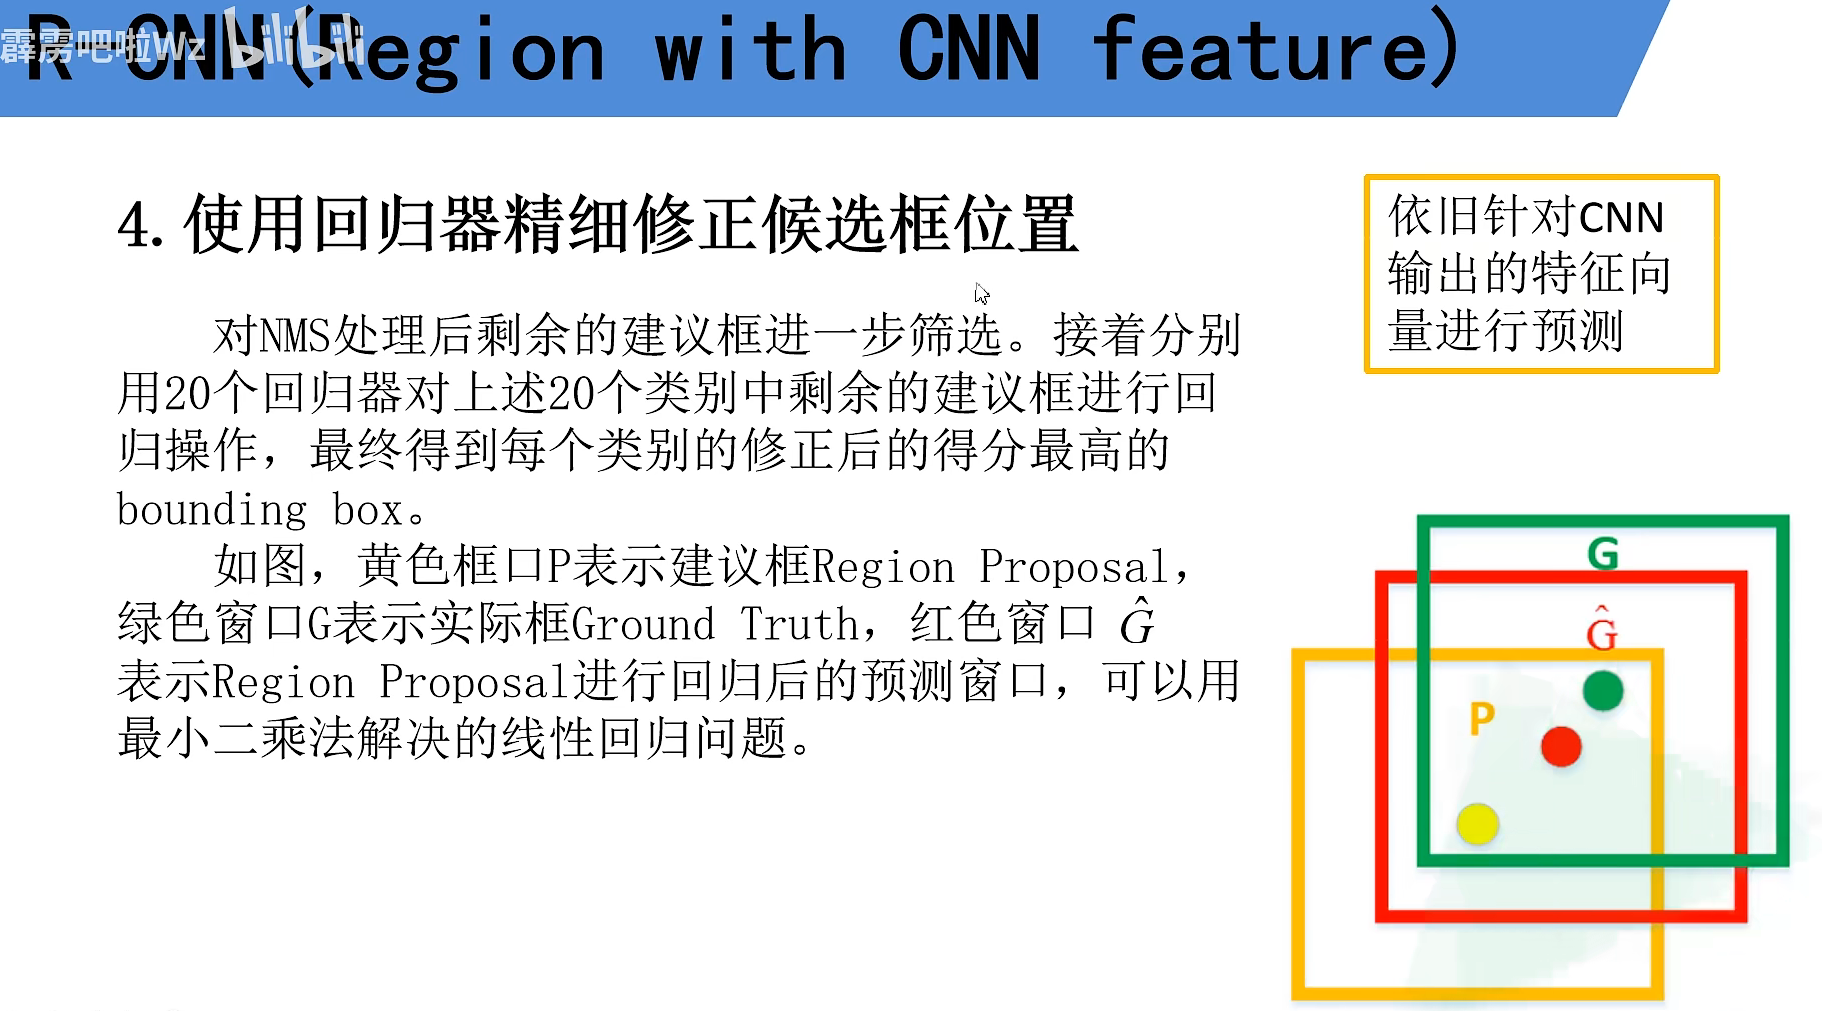 R-CNN(Region with CNN feature)
霹雳吧啦Wz bilibili
4.使用回归器精细修正候选框位置
依旧针对CNN
输出的特征向
量进行预测
对NMS处理后剩余的建议框进一步筛选。接着分别
用20个回归器对上述20个类别中剩余的建议框进行回
归操作，最终得到每个类别的修正后的得分最高的
bounding box。
如图，黄色框口P表示建议框Region Proposal，
绿色窗口G表示实际框Ground Truth，红色窗口 Ĝ
表示Region Proposal进行回归后的预测窗口，可以用
最小二乘法解决的线性回归问题。
G
Ĝ
P